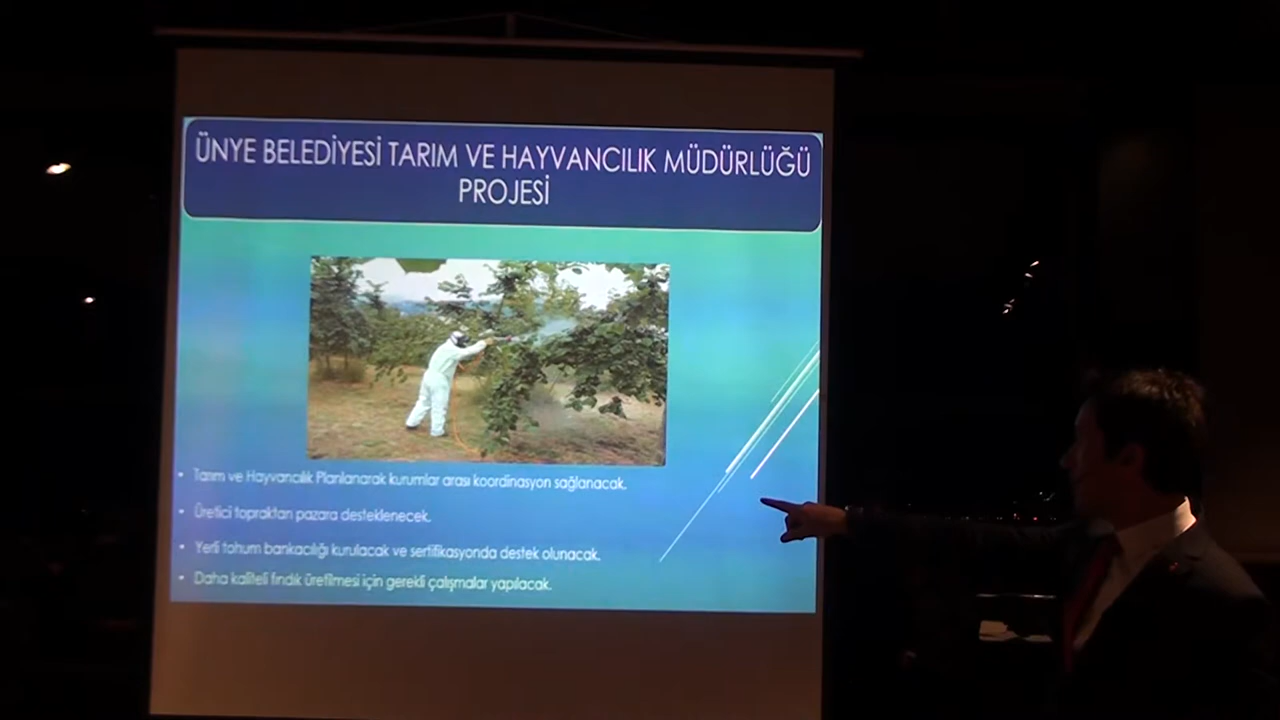 ÜNYE BELEDİYESİ TARIM VE HAYVANCILIK MÜDÜRLÜĞÜ
PROJESİ
• Tarım ve Hayvancılık Planlanarak kurumlar arası koordinasyon sağlanacak.
• Üretici topraktan pazara desteklenecek.
• Yerli tohum bankacılığı kurulacak ve sertifikasyonda destek olunacak.
• Daha kaliteli fındık üretilmesi için gerekli çalışmalar yapılacak.